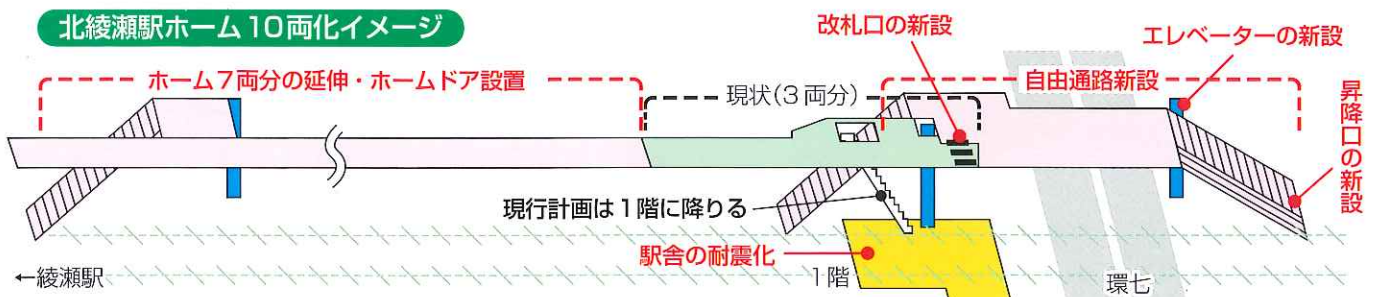 北綾瀬駅ホーム10両化イメージ
改札口の新設
エレベーターの新設
ホーム7両分の延伸・ホームドア設置
現状(3両分)
自由通路新設
昇降口の新設
現行計画は1階に降りる
駅舎の耐震化
1階
←綾瀬駅
環七